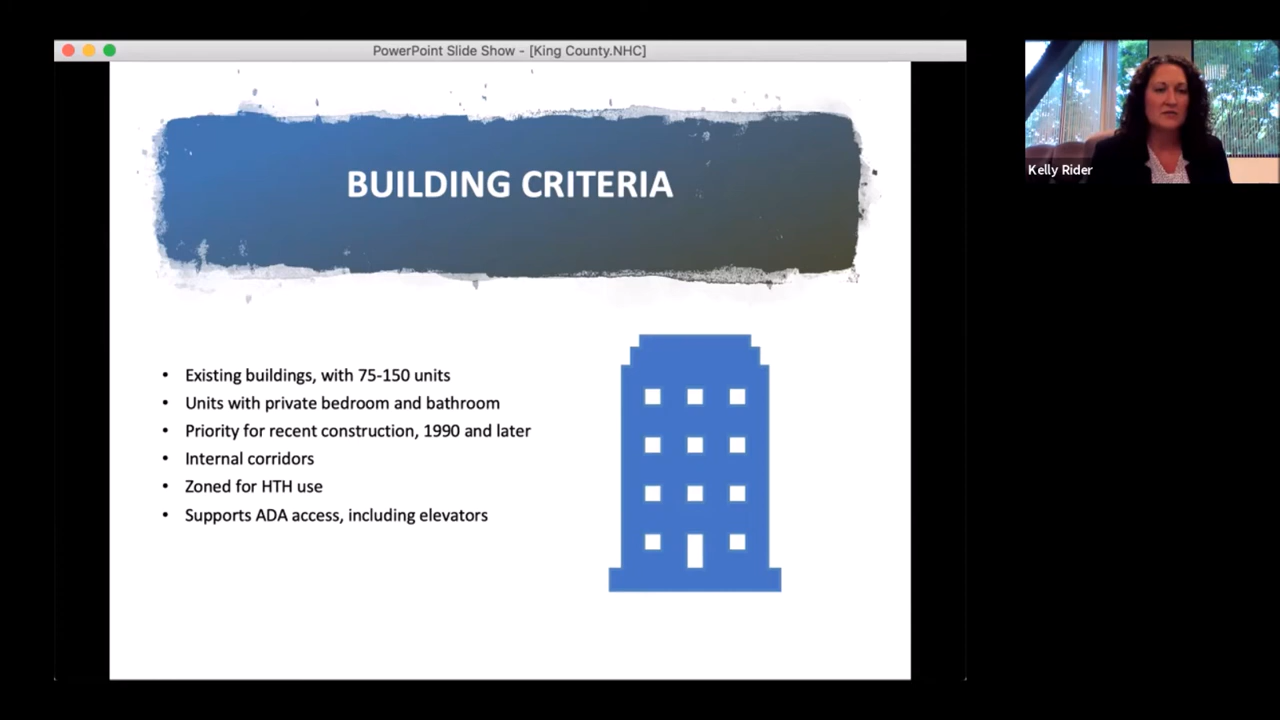 PowerPoint Slide Show - [King County.NHC]
BUILDING CRITERIA
• Existing buildings, with 75-150 units
• Units with private bedroom and bathroom
• Priority for recent construction, 1990 and later
• Internal corridors
• Zoned for HTH use
• Supports ADA access, including elevators
Kelly Rider